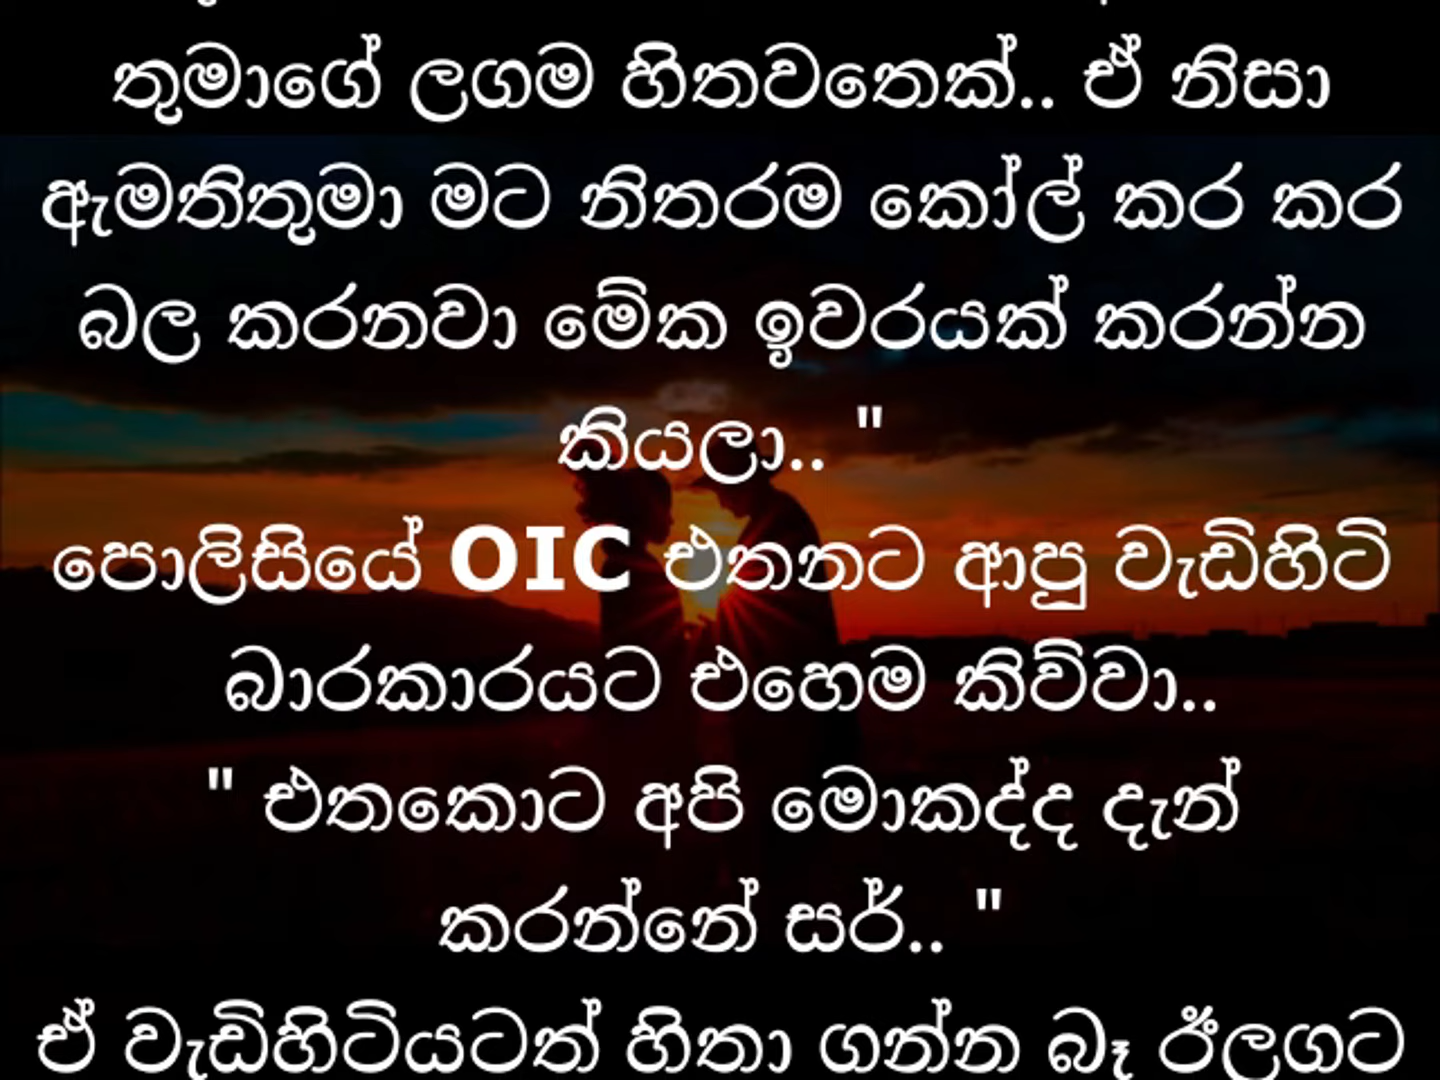 තුමාගේ ලගම හිතවතෙක්.. ඒ නිසා
ඇමතිතුමා මට නිතරම කෝල් කර කර
බල කරනවා මේක ඉවරයක් කරන්න
කියලා.. "
පොලිසියේ OIC එතනට ආපු වැඩිහිටි
බාරකාරයට එහෙම කිව්වා..
" එතකොට අපි මොකද්ද දැන්
කරන්නේ සර්.. "
ඒ වැඩිහිටියටත් හිතා ගන්න බෑ ඊලගට